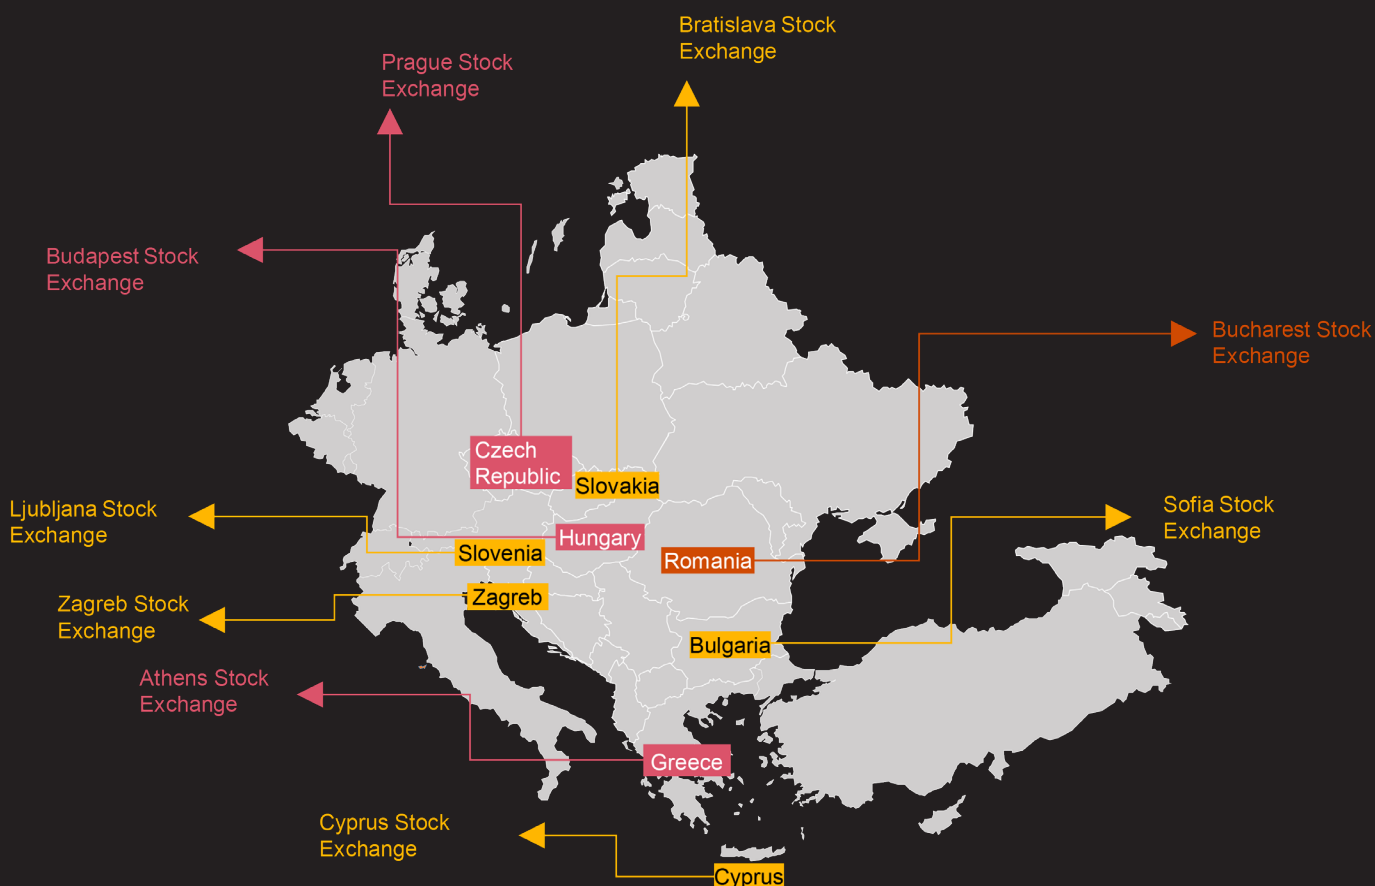 Bratislava Stock
Exchange
Prague Stock
Exchange
Budapest Stock
Exchange
Bucharest Stock
Exchange
Czech
Republic
Slovakia
Ljubljana Stock
Exchange
Sofia Stock
Exchange
Hungary
Slovenia
Romania
Zagreb Stock
Exchange
Zagreb
Bulgaria
Athens Stock
Exchange
Greece
Cyprus Stock
Exchange
Cyprus